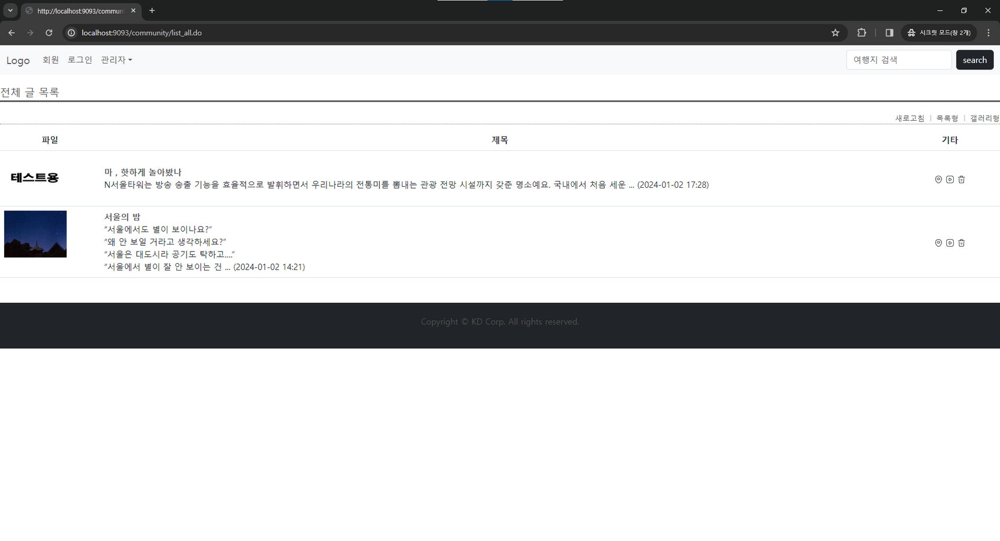 http://localhost:9093/commun
localhost:9093/community/list_all.do
시크릿 모드(창 2개)
Logo 회원 로그인 관리자 여행지 검색 search
전체 글 목록
새로고침 | 목록형 | 갤러리형
파일 제목 기타
테스트용
마 , 핫하게 놀아봤나
N서울타워는 방송 송출 기능을 효율적으로 발휘하면서 우리나라의 전통미를 뽐내는 관광 전망 시설까지 갖춘 명소예요. 국내에서 처음 세운 ... (2024-01-02 17:28)
서울의 밤
“서울에서도 별이 보이나요?”
“왜 안 보일 거라고 생각하세요?”
“서울은 대도시라 공기도 탁하고....”
“서울에서 별이 잘 안 보이는 건 ... (2024-01-02 14:21)
Copyright © KD Corp. All rights reserved.